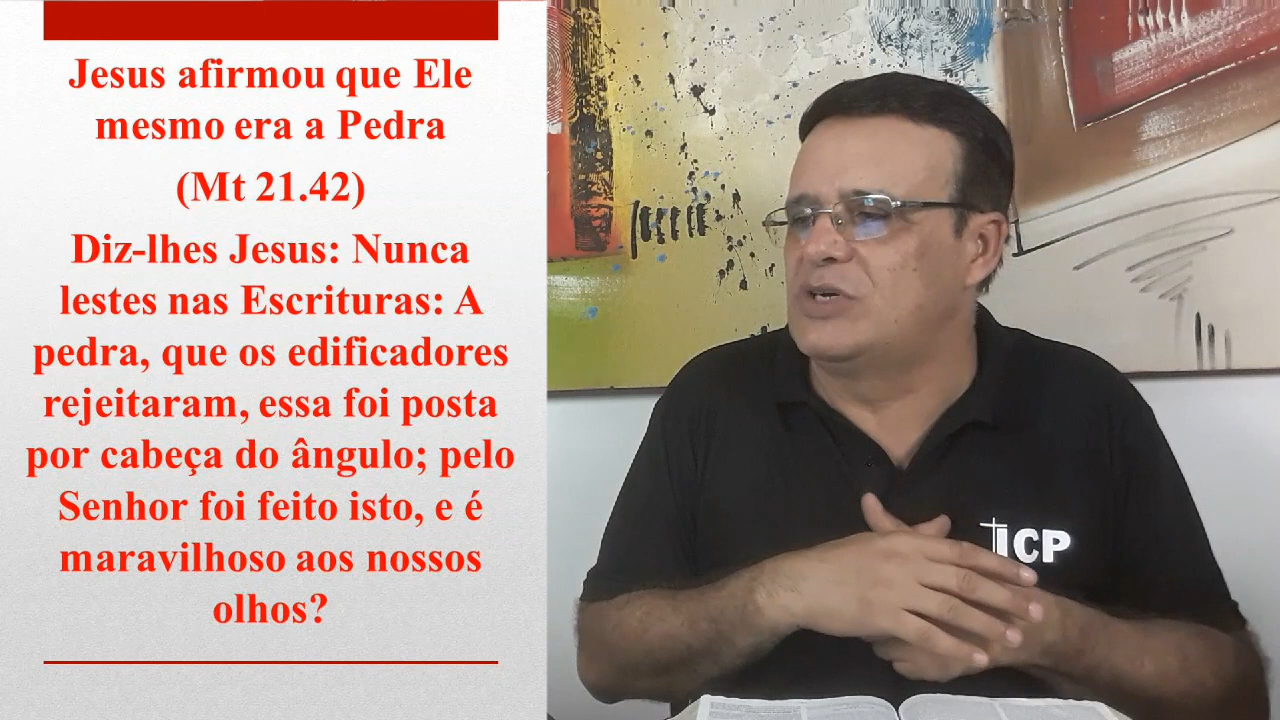 Jesus afirmou que Ele
mesmo era a Pedra
(Mt 21.42)
Diz-lhes Jesus: Nunca
lestes nas Escrituras: A
pedra, que os edificadores
rejeitaram, essa foi posta
por cabeça do ângulo; pelo
Senhor foi feito isto, e é
maravilhoso aos nossos
olhos?
ICP